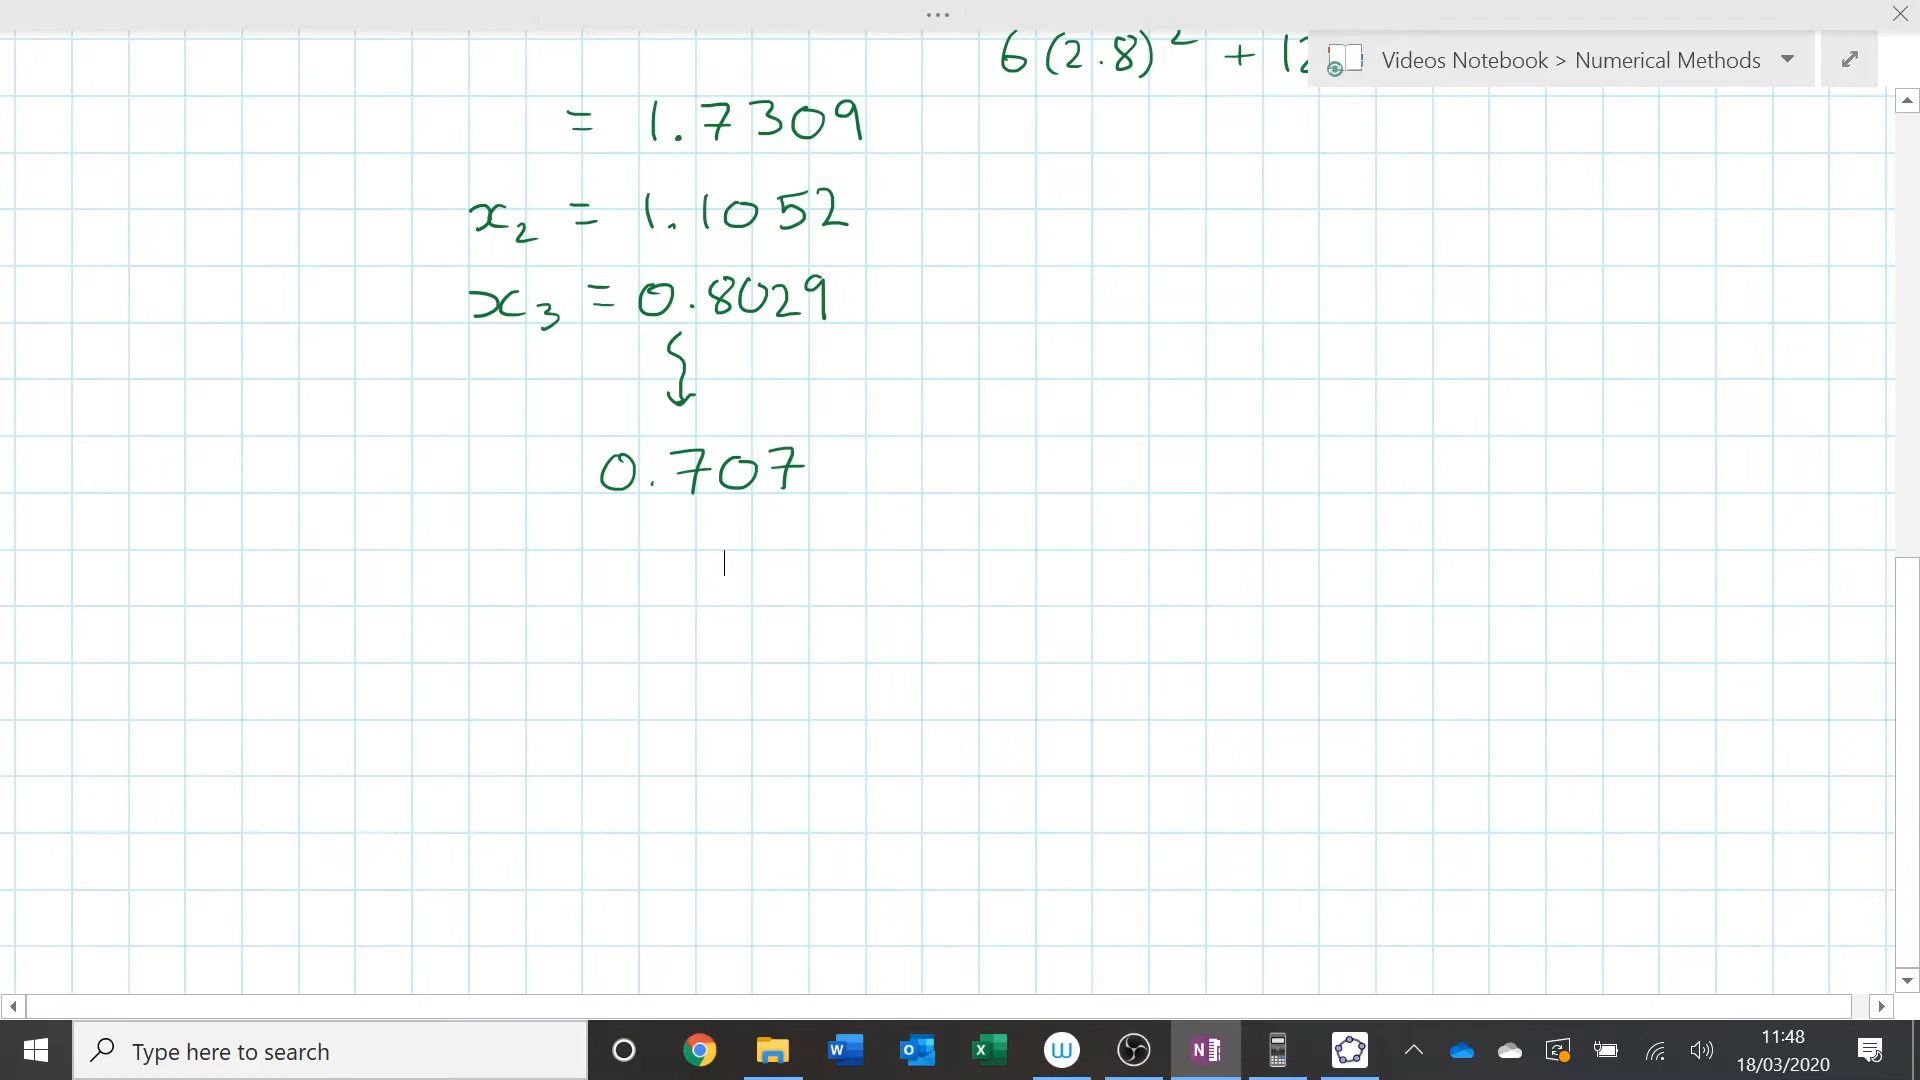 6(2.8)² + 12
Videos Notebook > Numerical Methods
= 1.7309
x₂ = 1.1052
x₃ = 0.8029
0.707
Type here to search
11:48
18/03/2020